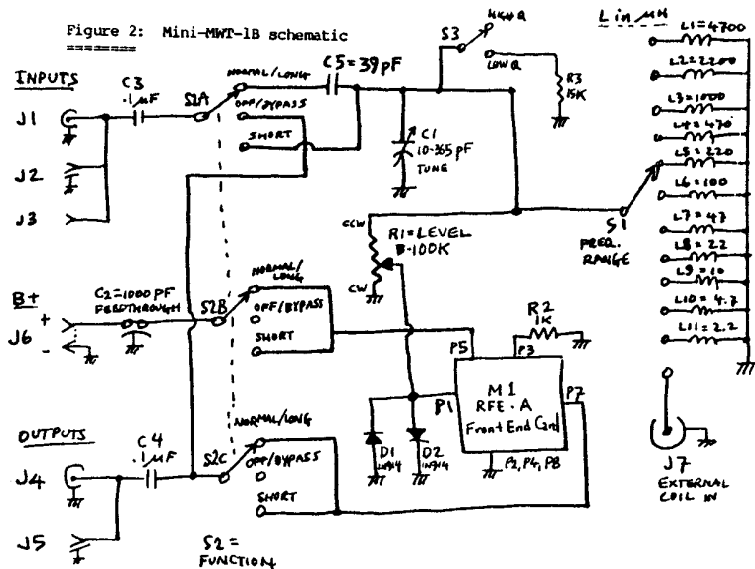 Figure 2: Mini-MWT-1B schematic
INPUTS
J1
J2
J3
C3
.1µF
S2A
NORMAL/LONG
OFF/BYPASS
SHORT
C5=39pF
C1
10-365 pF
TUNE
S3
HIGH Q
LOW Q
R3
15K
L in µH
L1=4700
L2=2200
L3=1000
L4=470
L5=220
L6=100
L7=47
L8=22
L9=10
L10=4.7
L11=2.2
S1
FREQ.
RANGE
CCW
CW
R1=LEVEL
B-100K
B+
+
J6
-
C2=1000 PF
FEEDTHROUGH
S2B
NORMAL/
LONG
OFF/BYPASS
SHORT
R2
1K
P5
P3
P1
P7
M1
RFE-A
Front End Card
P2, P4, P8
D1
1N914
D2
1N914
OUTPUTS
J4
J5
C4
.1µF
S2C
NORMAL/LONG
OFF/BYPASS
SHORT
S2=
FUNCTION
J7
EXTERNAL
COIL IN